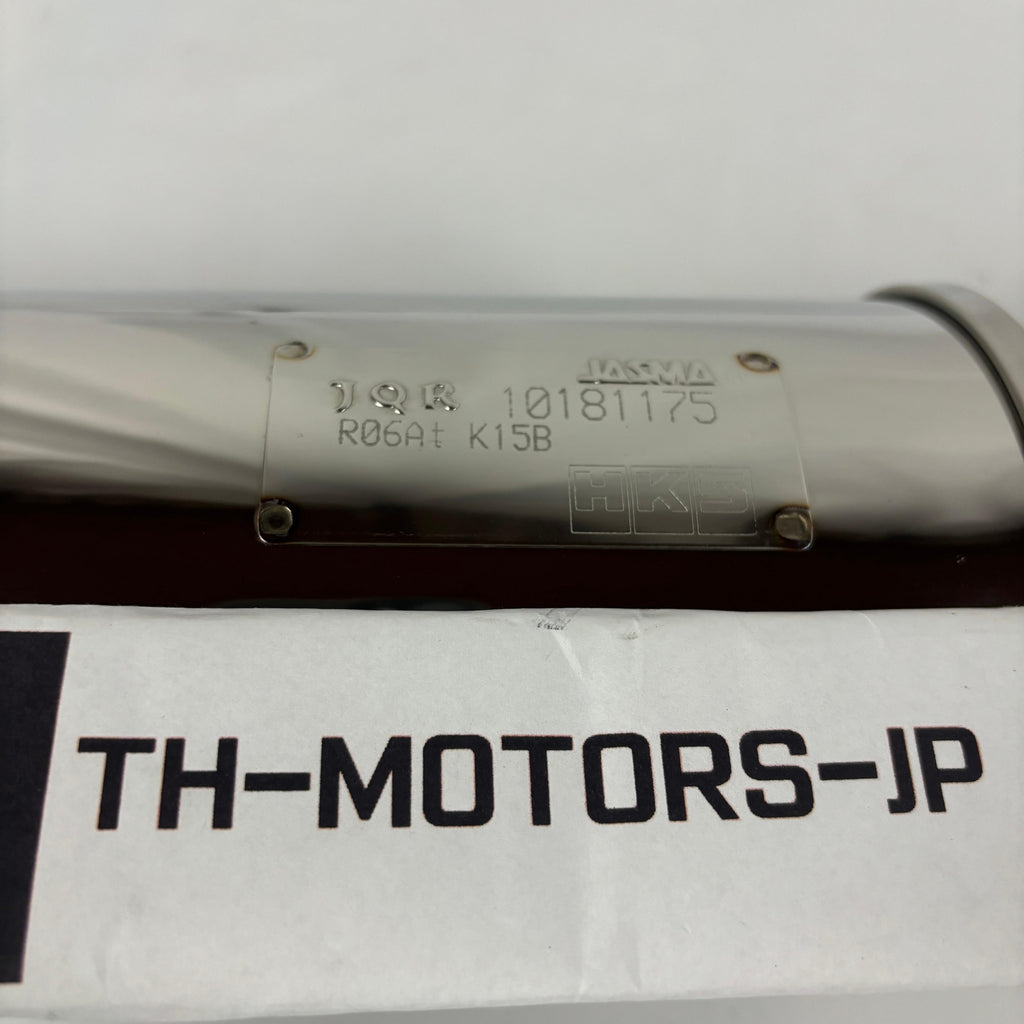 JASMA
JQR 10181175
R06At K15B
HKS
TH-MOTORS-JP